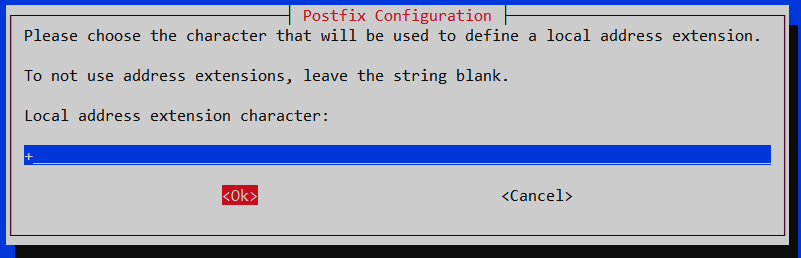 Postfix Configuration
Please choose the character that will be used to define a local address extension.
To not use address extensions, leave the string blank.
Local address extension character:
+
<Ok> <Cancel>